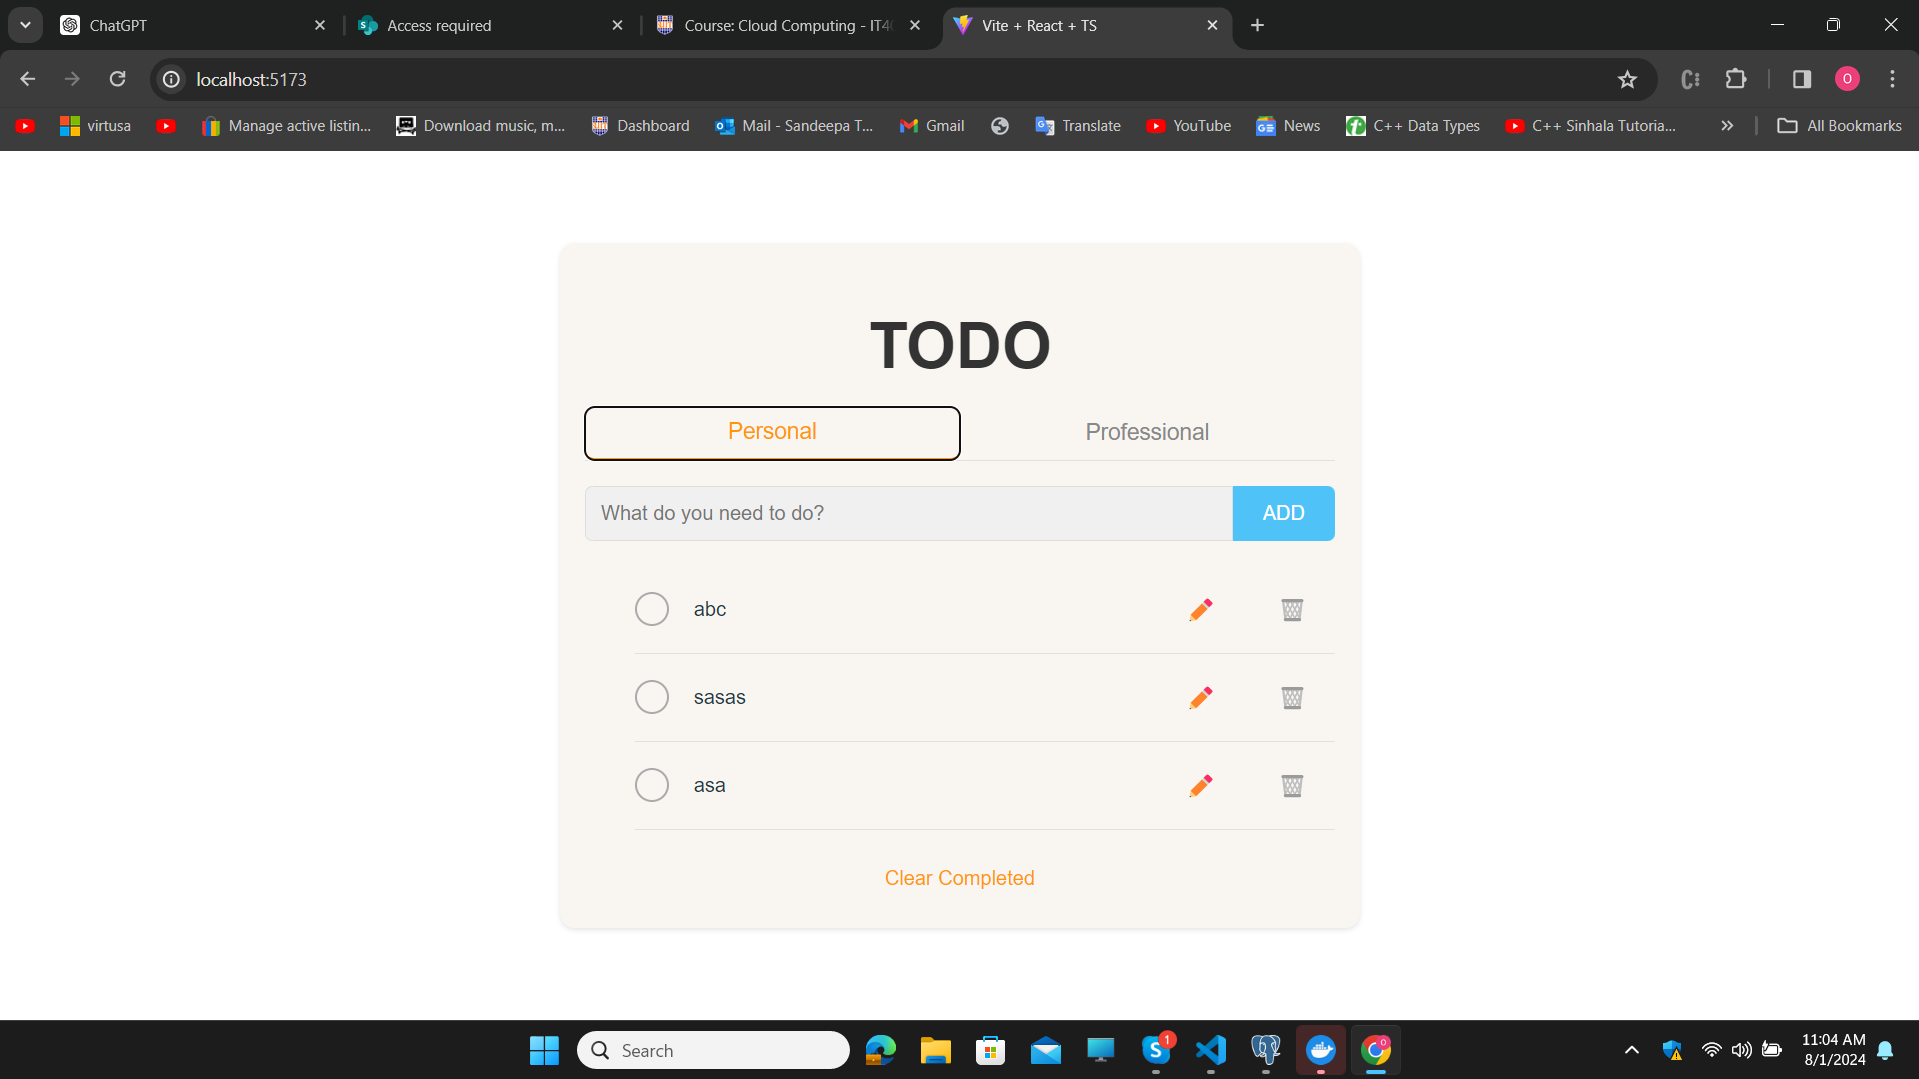 ChatGPT
Access required
Course: Cloud Computing - IT4
Vite + React + TS
localhost:5173
O
virtusa
Manage active listin...
Download music, m...
Dashboard
Mail - Sandeepa T...
Gmail
Translate
YouTube
News
C++ Data Types
C++ Sinhala Tutoria...
All Bookmarks
TODO
Personal
Professional
What do you need to do?
ADD
abc
sasas
asa
Clear Completed
Search
1
11:04 AM
8/1/2024